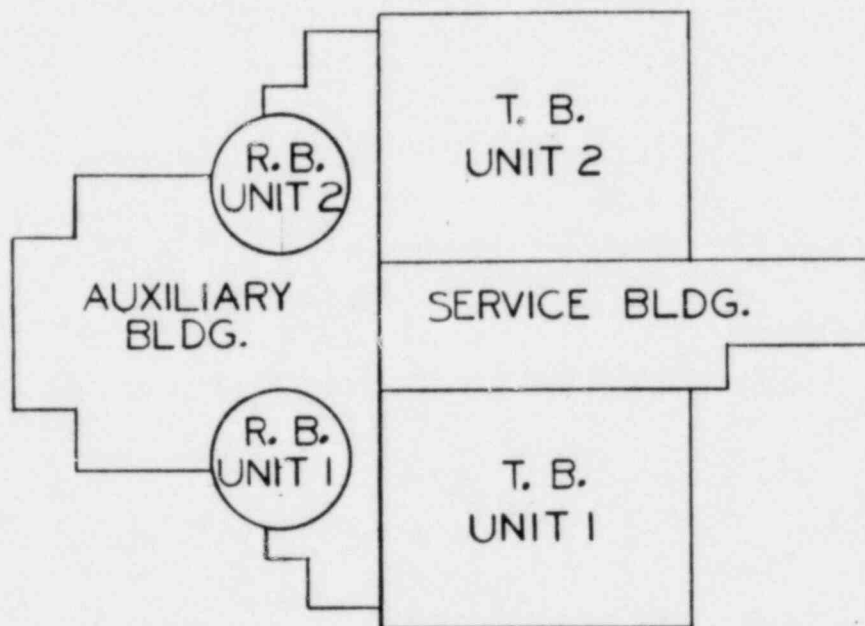 T. B.
UNIT 2
R. B.
UNIT 2
AUXILIARY
BLDG.
SERVICE BLDG.
R. B.
UNIT 1
T. B.
UNIT 1